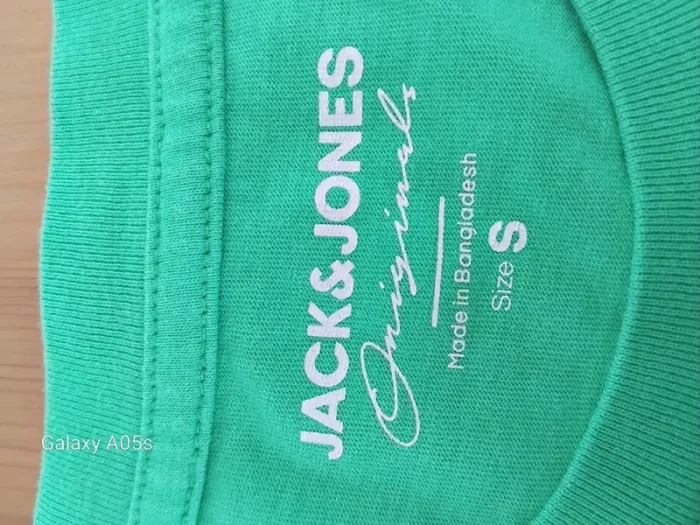 JACK&JONES
Originals
Made in Bangladesh
Size S
Galaxy A05s